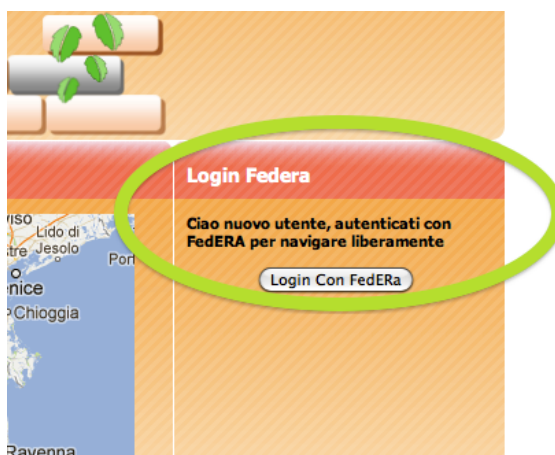 Login Federa
Ciao nuovo utente, autenticati con
FedERA per navigare liberamente
Login Con FedERa
Lido di
Jesolo
Chioggia
Ravenna